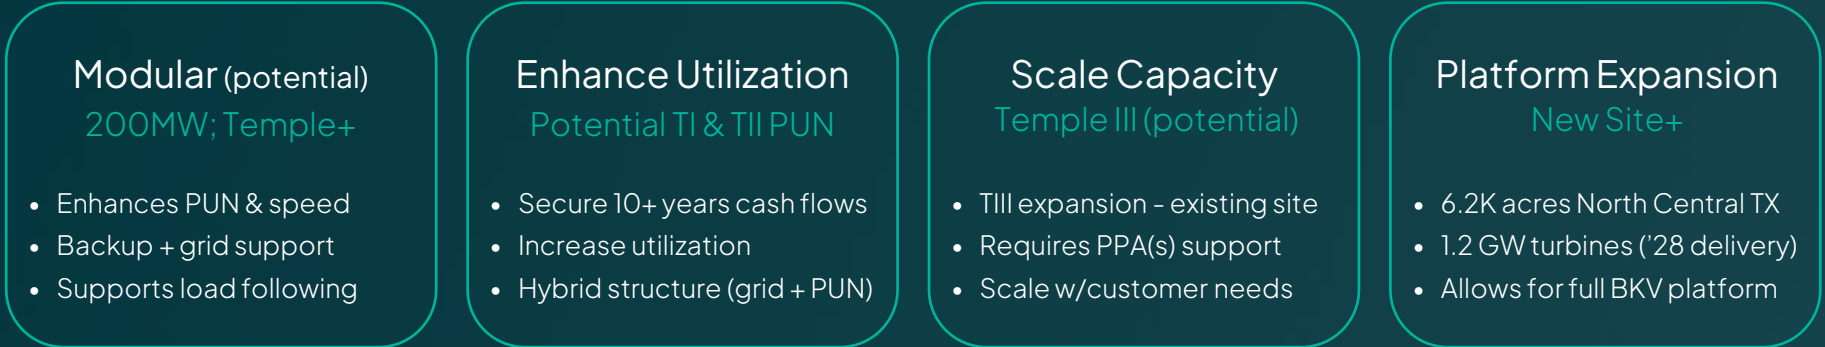 Modular (potential)
200MW; Temple+
• Enhances PUN & speed
• Backup + grid support
• Supports load following
Enhance Utilization
Potential TI & TII PUN
• Secure 10+ years cash flows
• Increase utilization
• Hybrid structure (grid + PUN)
Scale Capacity
Temple III (potential)
• TIII expansion - existing site
• Requires PPA(s) support
• Scale w/customer needs
Platform Expansion
New Site+
• 6.2K acres North Central TX
• 1.2 GW turbines (’28 delivery)
• Allows for full BKV platform